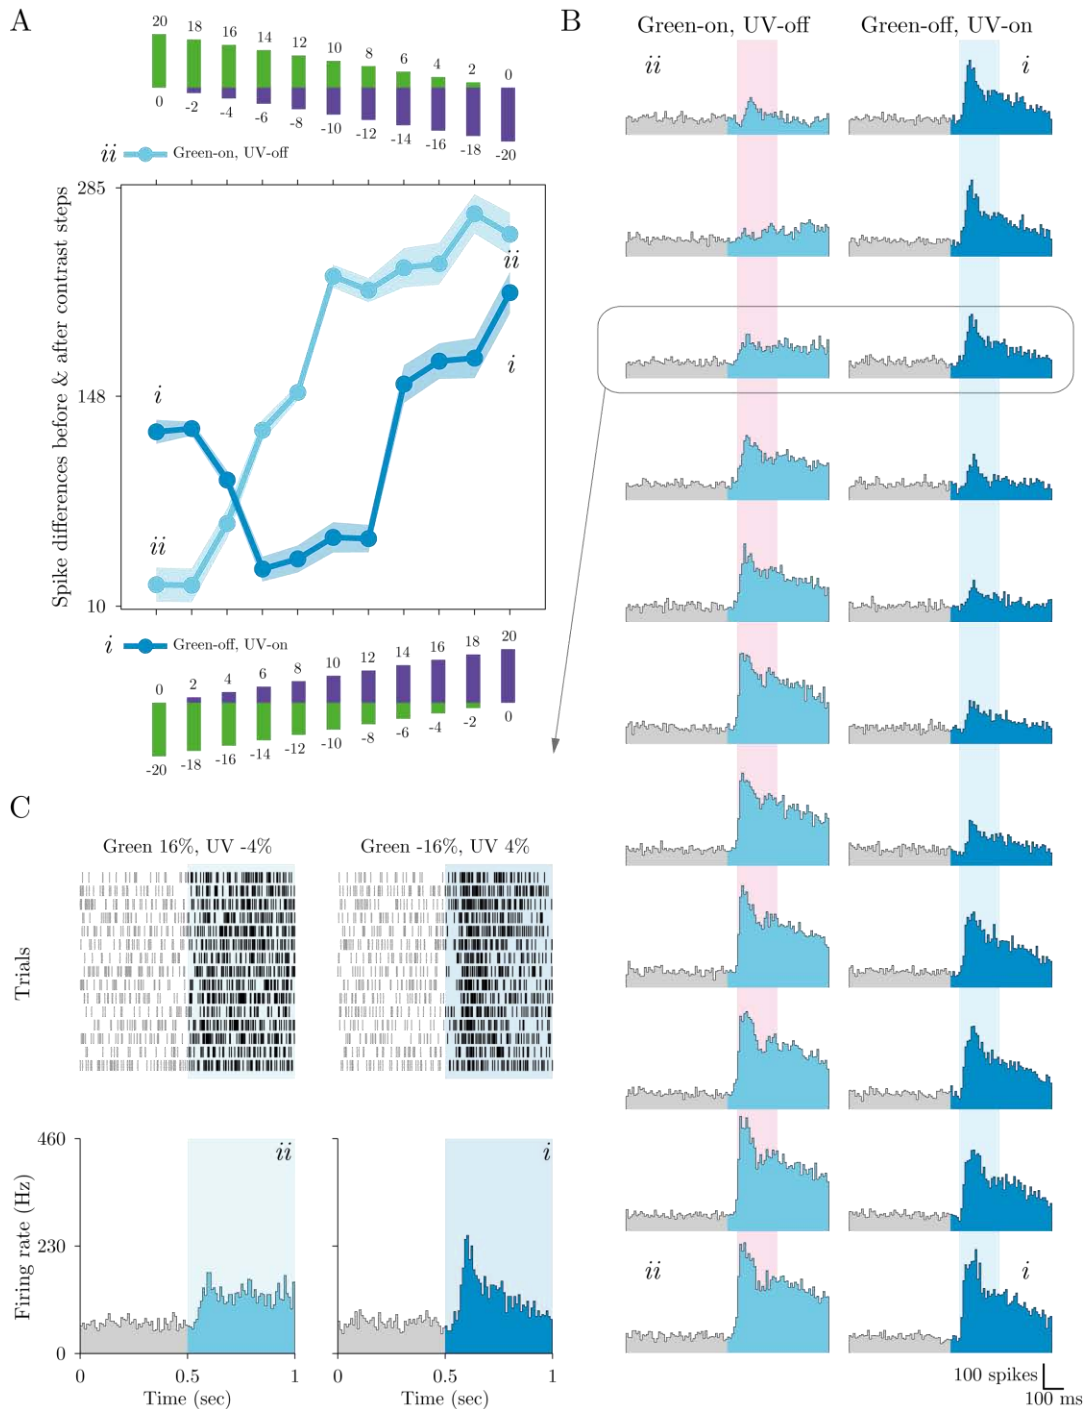 A
20 18 16 14 12 10 8 6 4 2 0
0 -2 -4 -6 -8 -10 -12 -14 -16 -18 -20
ii Green-on, UV-off
Spike differences before & after contrast steps
285
148
10
i
ii
ii
i
i Green-off, UV-on
0 2 4 6 8 10 12 14 16 18 20
-20 -18 -16 -14 -12 -10 -8 -6 -4 -2 0
B
Green-on, UV-off Green-off, UV-on
ii i
ii i
100 spikes
100 ms
C
Green 16%, UV -4% Green -16%, UV 4%
Trials
Firing rate (Hz)
460
230
0
ii i
0 0.5 1 0 0.5 1
Time (sec) Time (sec)